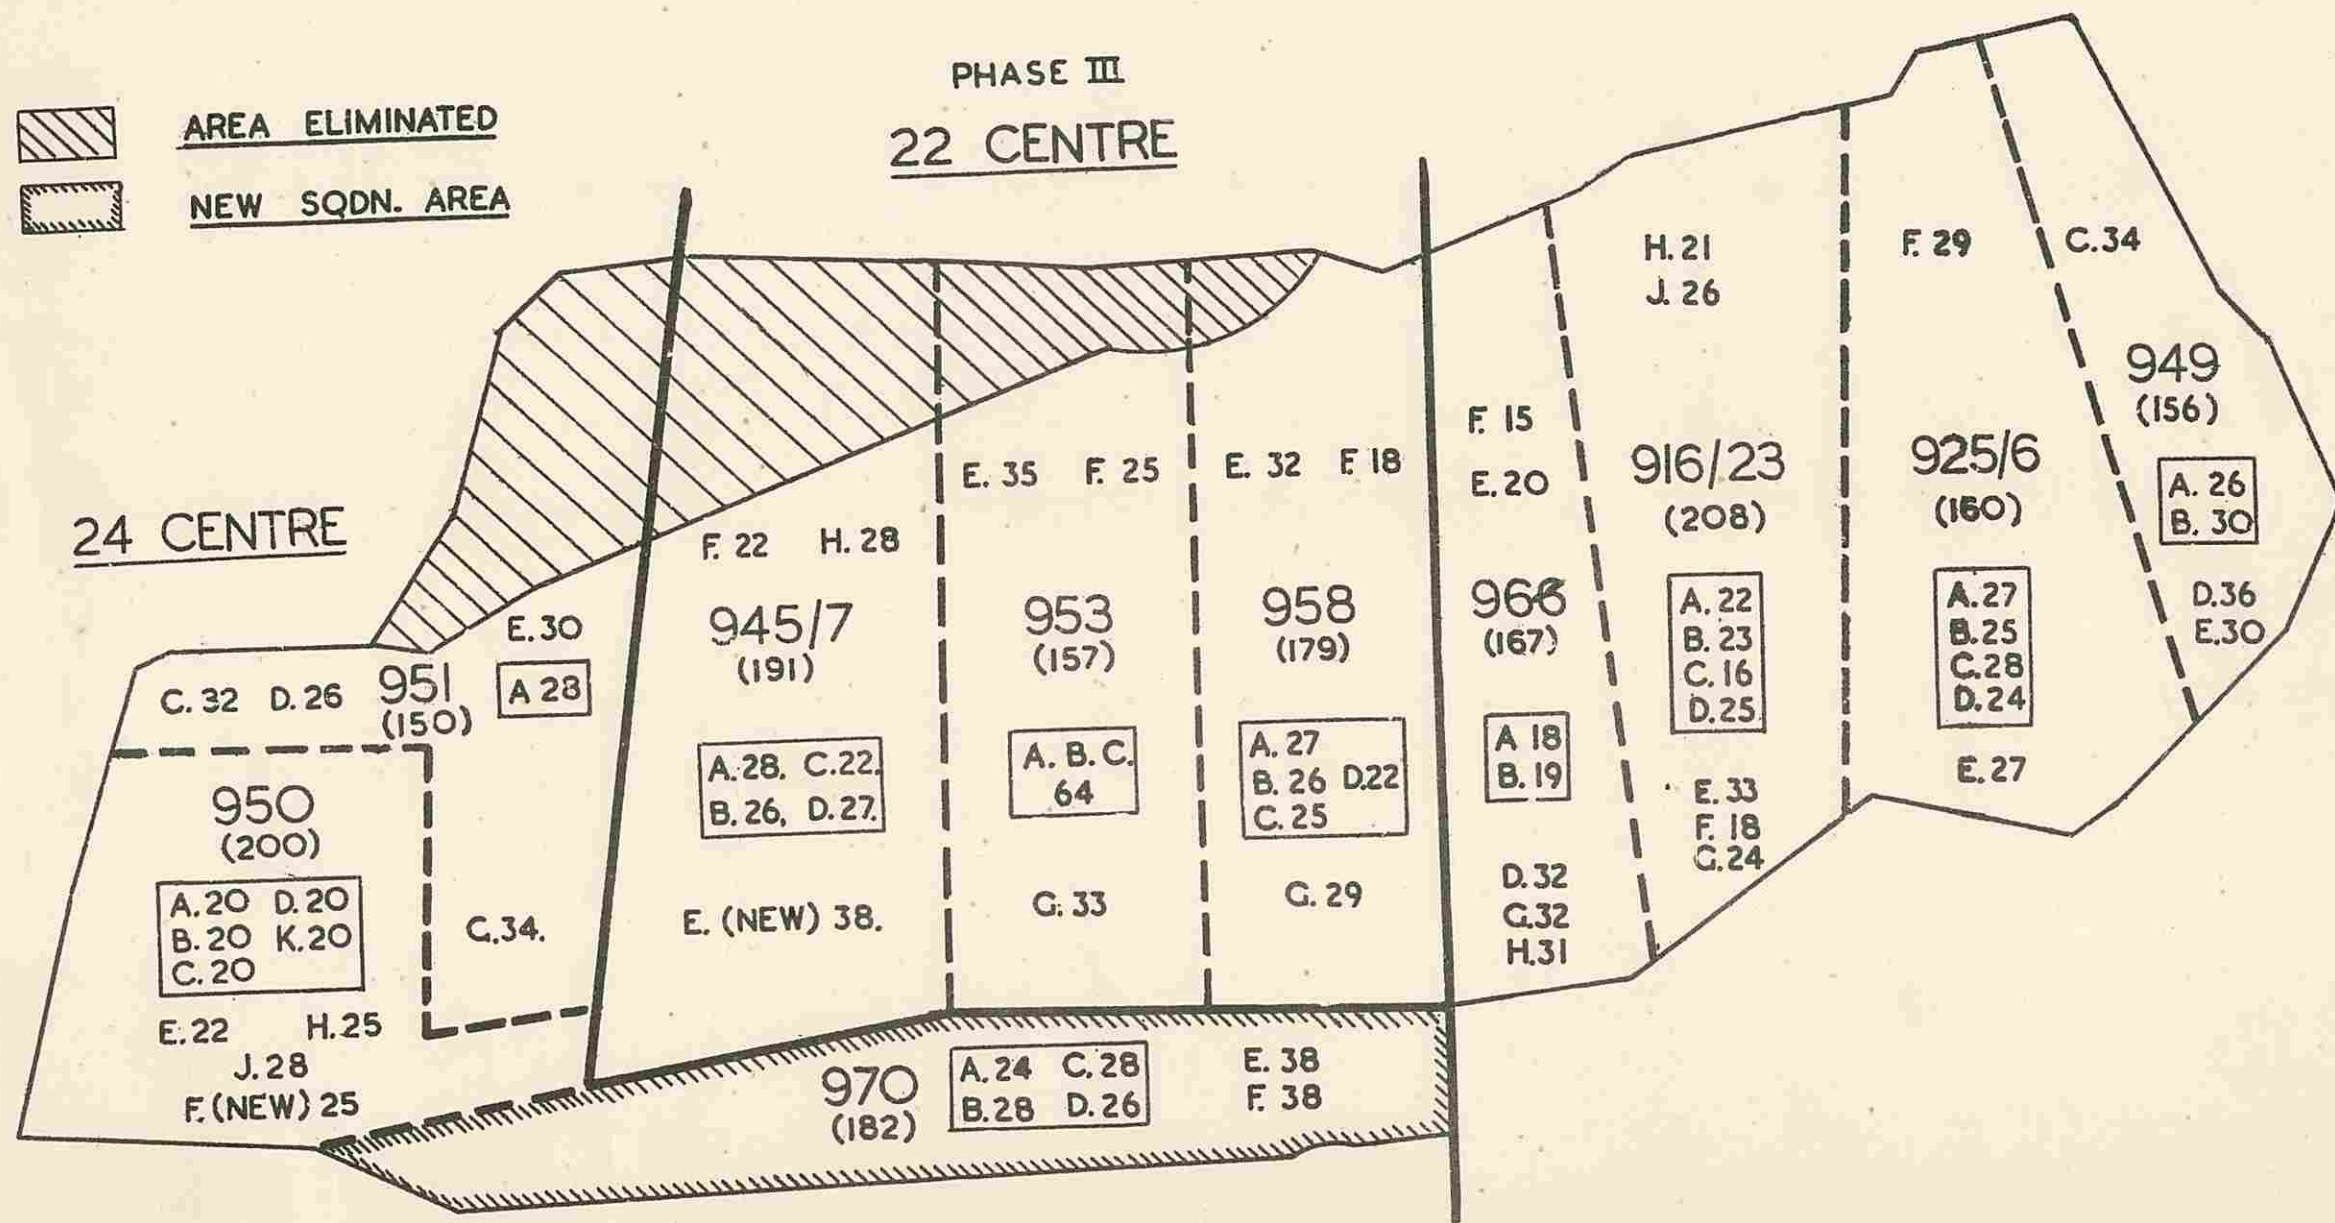 PHASE III
22 CENTRE
AREA ELIMINATED
NEW SQDN. AREA
24 CENTRE
C. 32 D. 26
951
(150)
E. 30
A 28
C. 34.
950
(200)
A. 20 D. 20
B. 20 K. 20
C. 20
E. 22 H. 25
J. 28
F. (NEW) 25
F. 22 H. 28
945/7
(191)
A. 28. C. 22.
B. 26, D. 27.
E. (NEW) 38.
E. 35 F. 25
953
(157)
A. B. C.
64
G. 33
E. 32 F. 18
958
(179)
A. 27
B. 26 D. 22
C. 25
G. 29
970
(182)
A. 24 C. 28
B. 28 D. 26
E. 38
F. 38
F. 15
E. 20
966
(167)
A 18
B. 19
D. 32
G. 32
H. 31
H. 21
J. 26
916/23
(208)
A. 22
B. 23
C. 16
D. 25
E. 33
F. 18
G. 24
F. 29
925/6
(160)
A. 27
B. 25
C. 28
D. 24
E. 27
C. 34
949
(156)
A. 26
B. 30
D. 36
E. 30